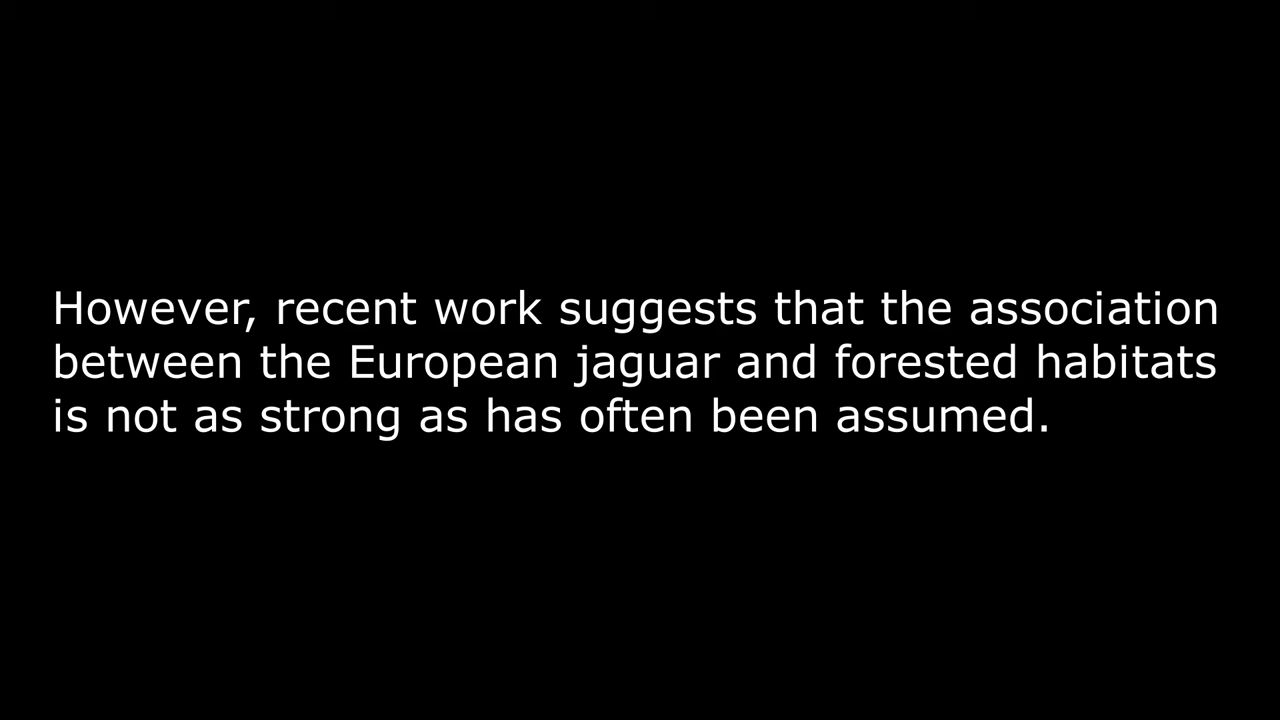 However, recent work suggests that the association
between the European jaguar and forested habitats
is not as strong as has often been assumed.